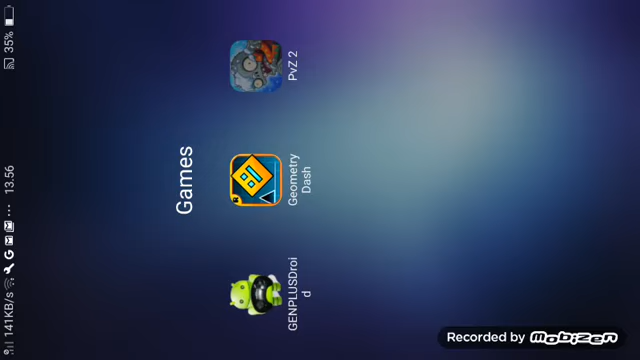 141KB/s ... 13.56 35%
Games
GENPLUSDroi
d
Geometry
Dash
PvZ 2
Recorded by mobizen